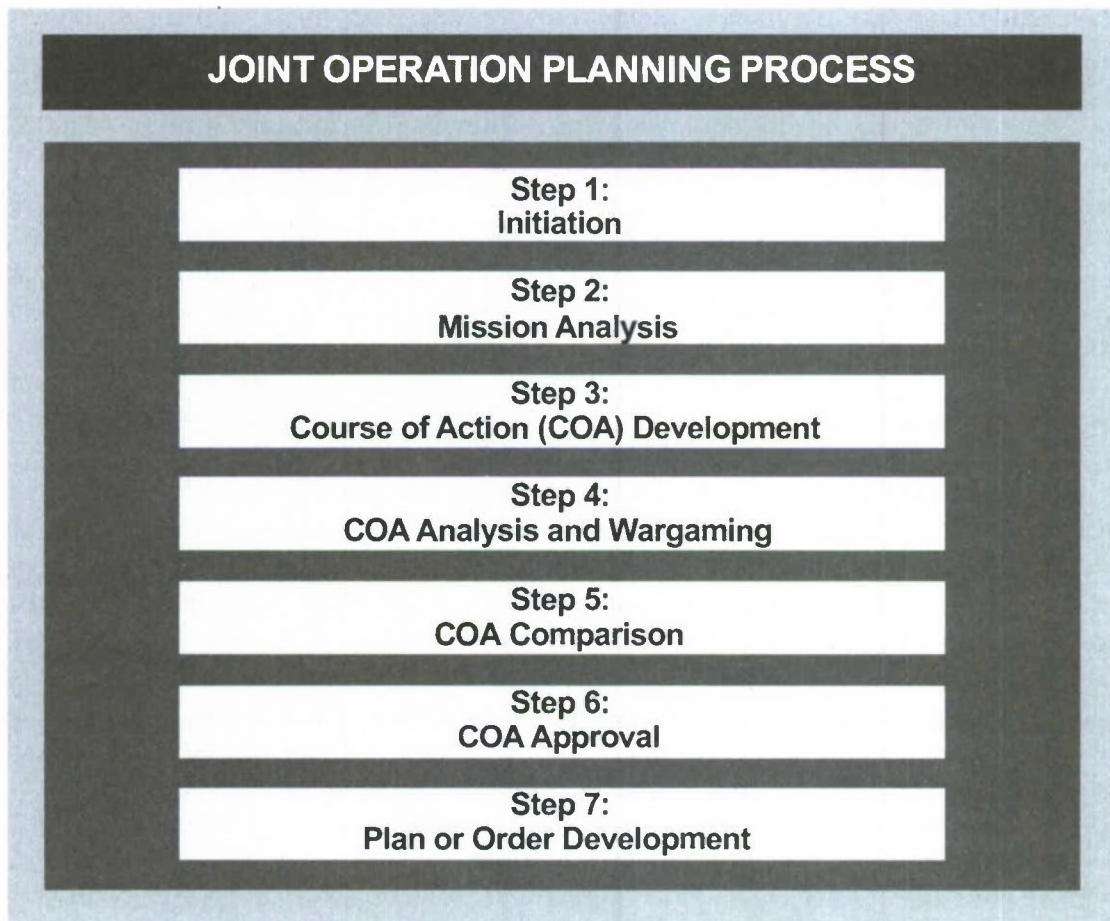 JOINT OPERATION PLANNING PROCESS
Step 1:
Initiation
Step 2:
Mission Analysis
Step 3:
Course of Action (COA) Development
Step 4:
COA Analysis and Wargaming
Step 5:
COA Comparison
Step 6:
COA Approval
Step 7:
Plan or Order Development